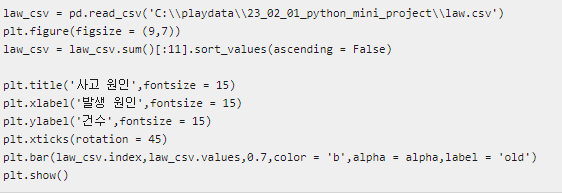 law_csv = pd.read_csv('C:\\playdata\\23_02_01_python_mini_project\\law.csv')
plt.figure(figsize = (9,7))
law_csv = law_csv.sum()[:11].sort_values(ascending = False)
plt.title('사고 원인',fontsize = 15)
plt.xlabel('발생 원인',fontsize = 15)
plt.ylabel('건수',fontsize = 15)
plt.xticks(rotation = 45)
plt.bar(law_csv.index,law_csv.values,0.7,color = 'b',alpha = alpha,label = 'old')
plt.show()